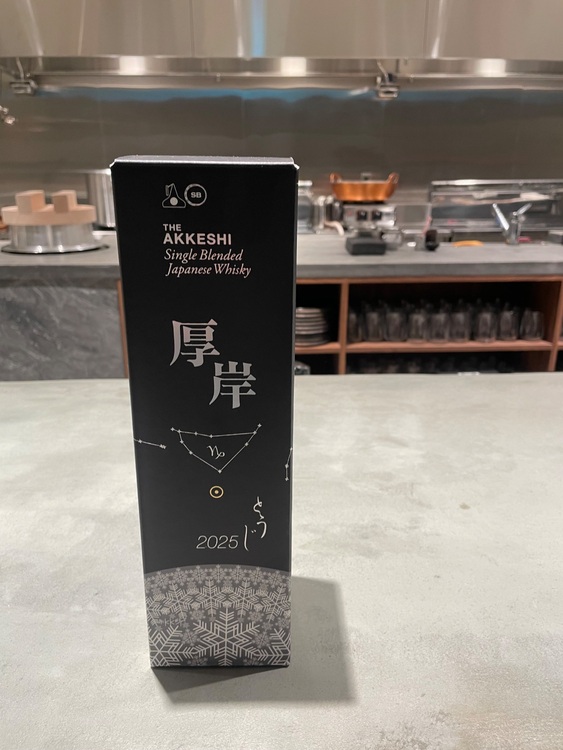 SB
THE
AKKESHI
Single Blended
Japanese Whisky
厚岸
♑
とうじ
2025